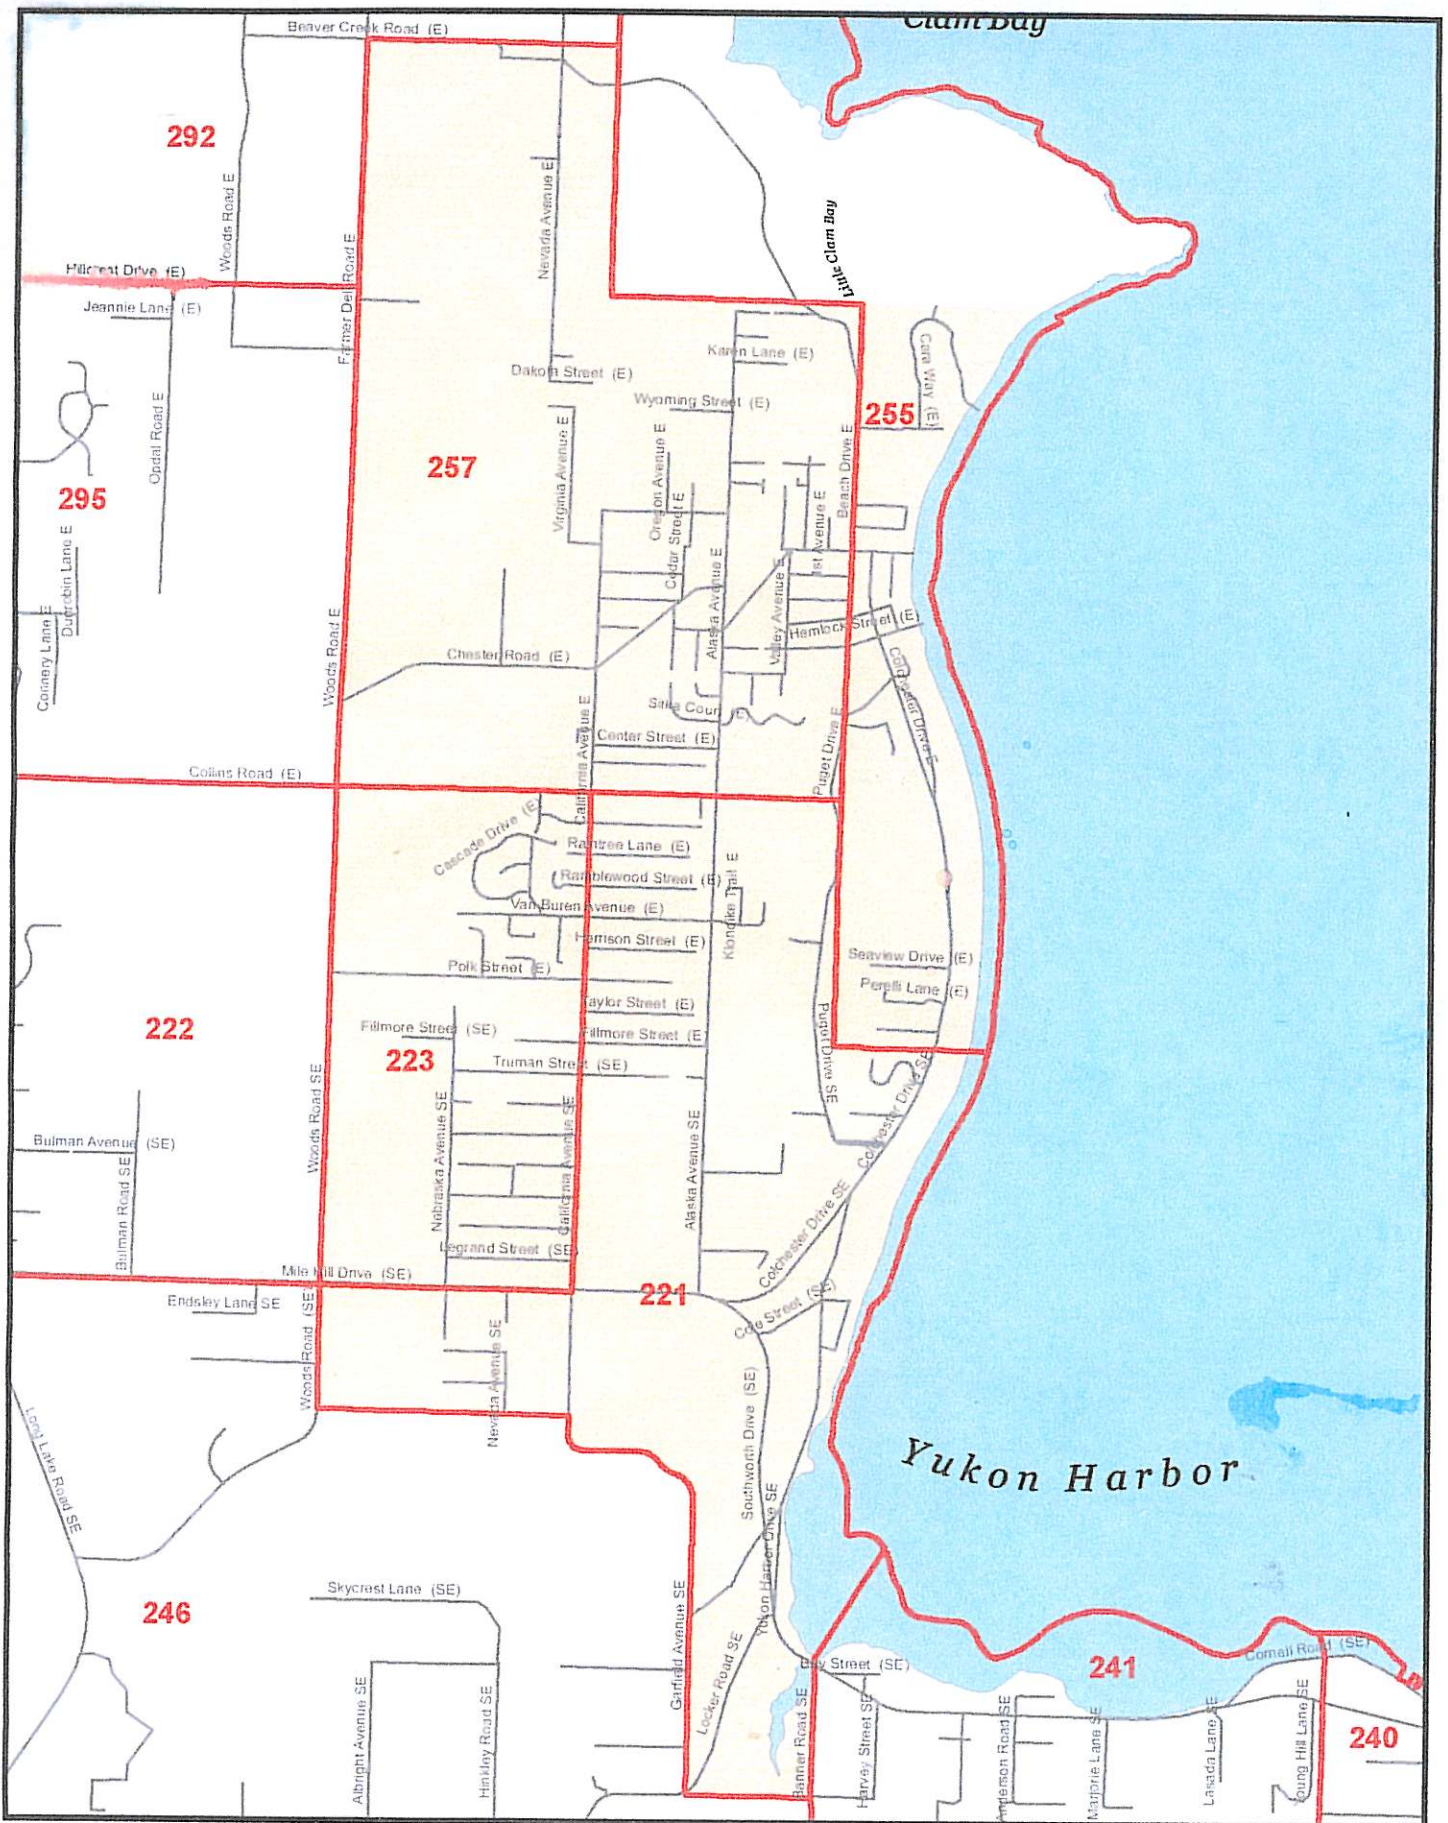 Clam Bay
Beaver Creek Road (E)
292
Woods Road E
Nevada Avenue E
Little Clam Bay
Farmer Dell Road E
Hillcrest Drive (E)
Jeannie Lane (E)
Karen Lane (E)
Cara Way (E)
Dakota Street (E)
Wyoming Street (E)
255
Opdal Road E
257
Virginia Avenue E
Oregon Avenue E
Beach Drive E
295
Cedar Street E
1st Avenue E
Dunrobin Lane E
Connery Lane E
Alaska Avenue E
Valley Avenue E
Hemlock Street (E)
Woods Road E
Chester Road (E)
Colchester Drive E
Sitka Court (E)
California Avenue E
Center Street (E)
Puget Drive E
Collins Road (E)
Cascade Drive (E)
Raintree Lane (E)
Ramblewood Street (E)
Klondike Trail E
Van Buren Avenue (E)
Harrison Street (E)
Seaview Drive (E)
Polk Street (E)
Perelli Lane (E)
Taylor Street (E)
222
Fillmore Street (SE)
Fillmore Street (E)
Puget Drive SE
223
Truman Street (SE)
Colchester Drive SE
Woods Road SE
Nebraska Avenue SE
California Avenue SE
Alaska Avenue SE
Bulman Avenue (SE)
Bulman Road SE
Colchester Drive SE
Legrand Street (SE)
Mile Hill Drive (SE)
221
Endsley Lane SE
Woods Road (SE)
Cole Street (SE)
Nevada Avenue SE
Southworth Drive (SE)
Long Lake Road SE
Yukon Harbor
Yukon Harbor Drive SE
246
Skycrest Lane (SE)
Garfield Avenue SE
Locker Road SE
Bay Street (SE)
241
Cornall Road (SE)
Albright Avenue SE
Hinkley Road SE
Banner Road SE
Harvey Street SE
Anderson Road SE
Marjorie Lane SE
Lasada Lane SE
Young Hill Lane SE
240